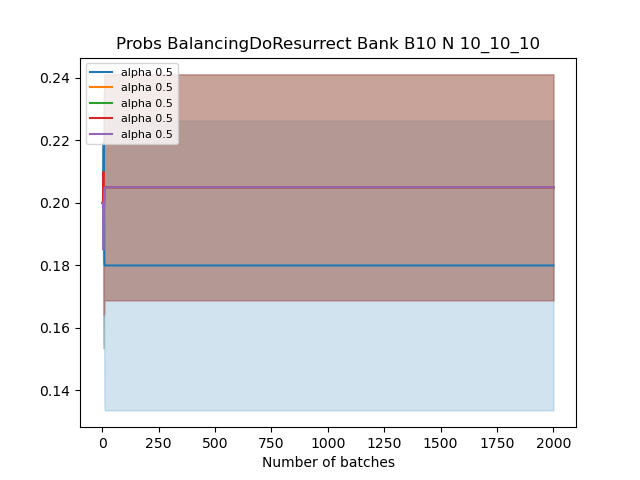 Probs BalancingDoResurrect Bank B10 N 10_10_10
alpha 0.5
alpha 0.5
alpha 0.5
alpha 0.5
alpha 0.5
0.24
0.22
0.20
0.18
0.16
0.14
0 250 500 750 1000 1250 1500 1750 2000
Number of batches